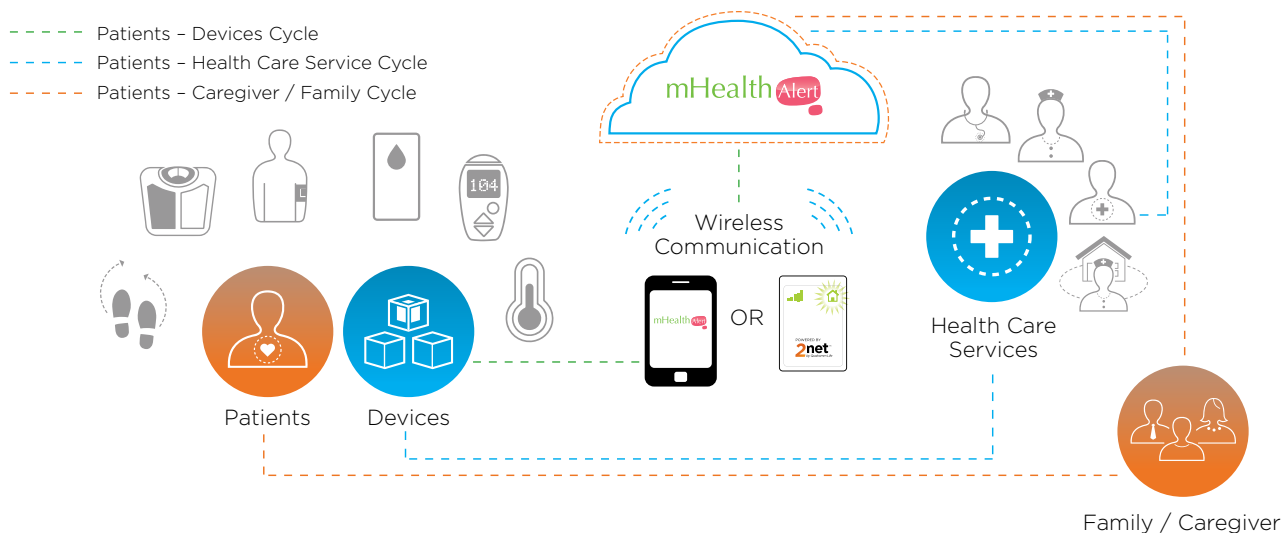 Patients – Devices Cycle
Patients – Health Care Service Cycle
Patients – Caregiver / Family Cycle
mHealth Alert
104
Wireless
Communication
mHealth Alert
OR
POWERED BY
2net
Health Care
Services
Patients
Devices
Family / Caregiver